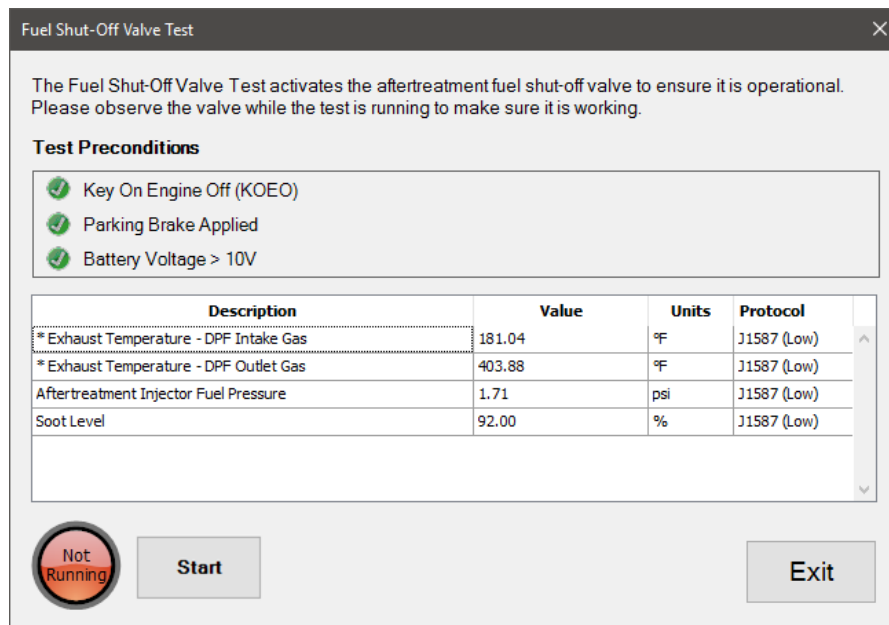 Fuel Shut-Off Valve Test
The Fuel Shut-Off Valve Test activates the aftertreatment fuel shut-off valve to ensure it is operational.
Please observe the valve while the test is running to make sure it is working.
Test Preconditions
Key On Engine Off (KOEO)
Parking Brake Applied
Battery Voltage > 10V
Description Value Units Protocol
* Exhaust Temperature - DPF Intake Gas 181.04 °F J1587 (Low)
* Exhaust Temperature - DPF Outlet Gas 403.88 °F J1587 (Low)
Aftertreatment Injector Fuel Pressure 1.71 psi J1587 (Low)
Soot Level 92.00 % J1587 (Low)
Not
Running
Start
Exit